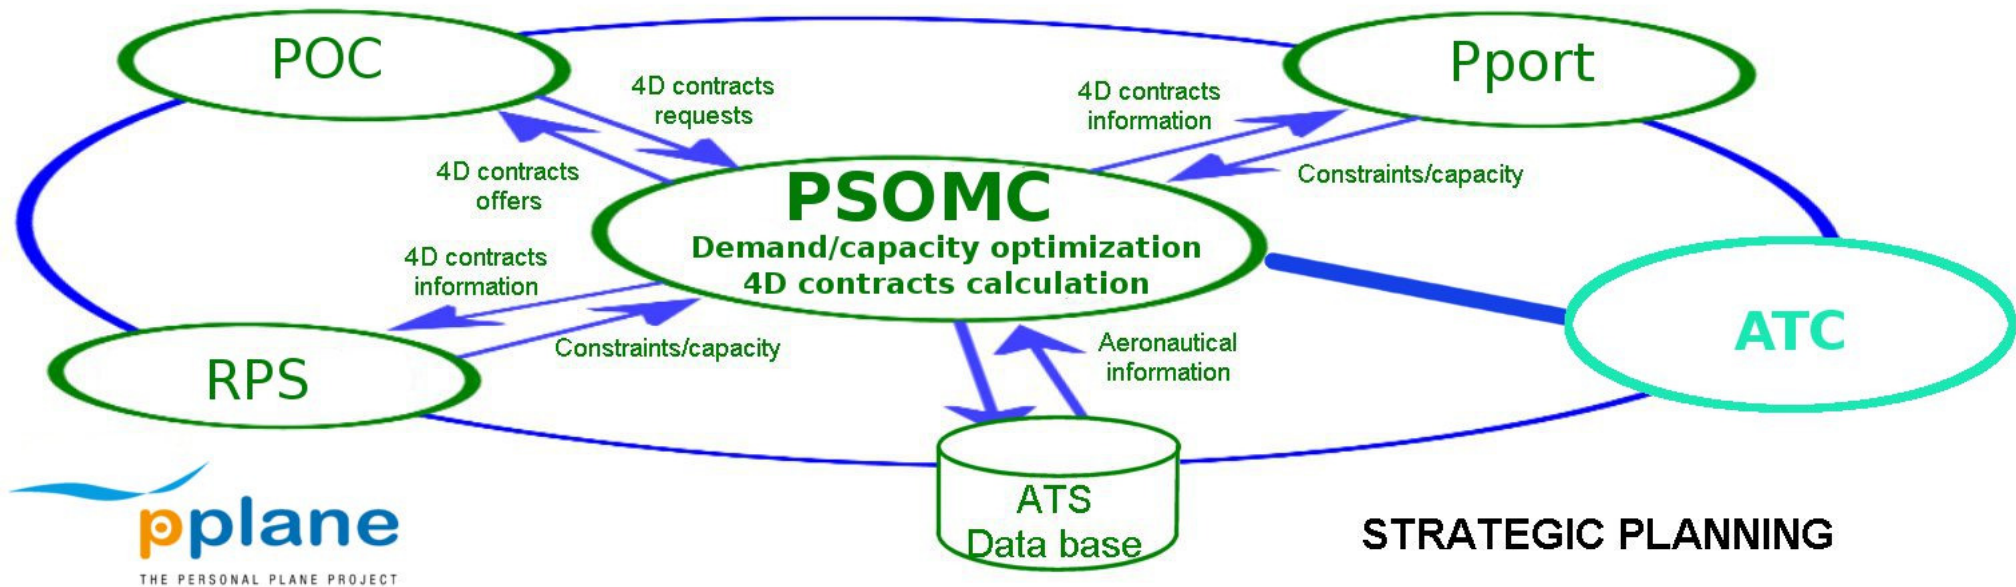 POC
Pport
4D contracts
requests
4D contracts
information
4D contracts
offers
Constraints/capacity
PSOMC
Demand/capacity optimization
4D contracts calculation
4D contracts
information
Constraints/capacity
RPS
Aeronautical
information
ATC
ATS
Data base
pplane
THE PERSONAL PLANE PROJECT
STRATEGIC PLANNING